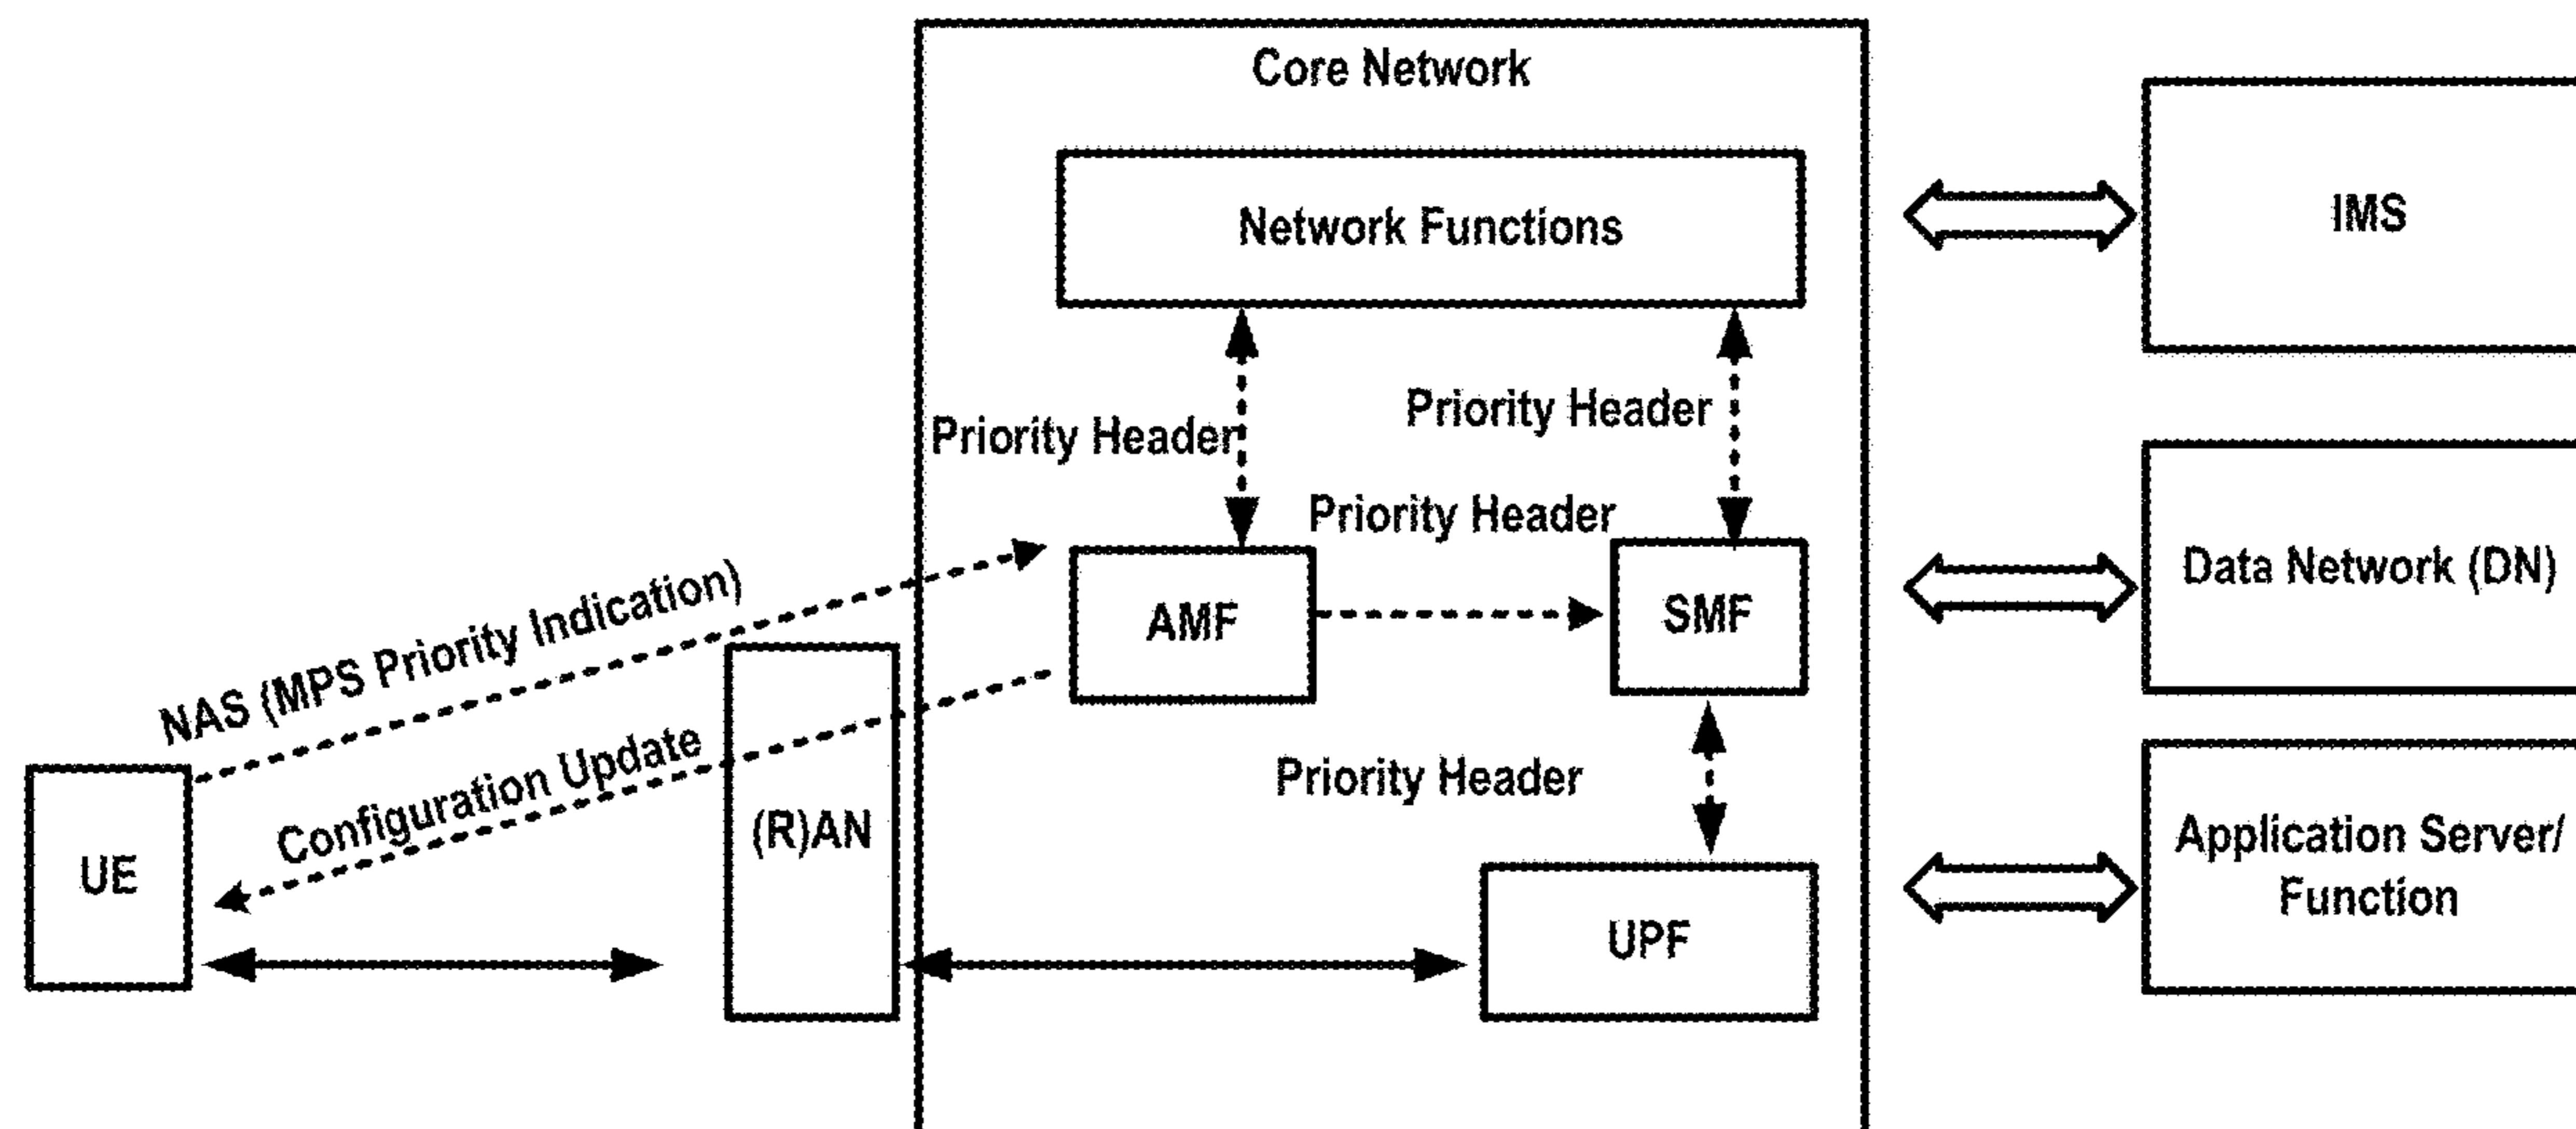 Core Network
Network Functions
IMS
Priority Header
Priority Header
Priority Header
NAS (MPS Priority Indication)
AMF
SMF
Data Network (DN)
Configuration Update
Priority Header
UE
(R)AN
UPF
Application Server/
Function